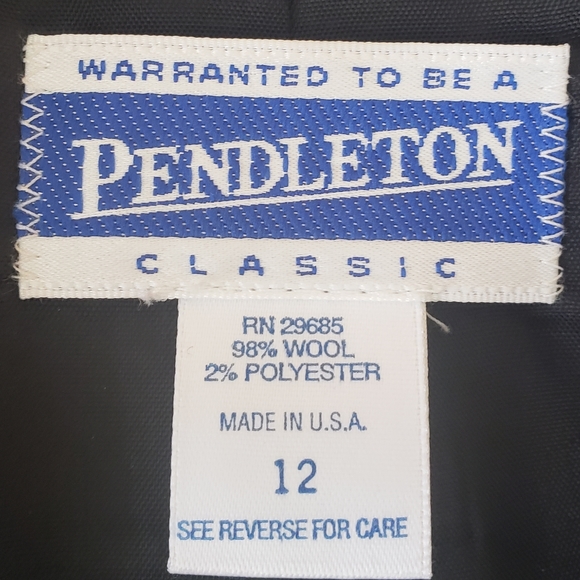 WARRANTED TO BE A
PENDLETON
CLASSIC
RN 29685
98% WOOL
2% POLYESTER
MADE IN U.S.A.
12
SEE REVERSE FOR CARE